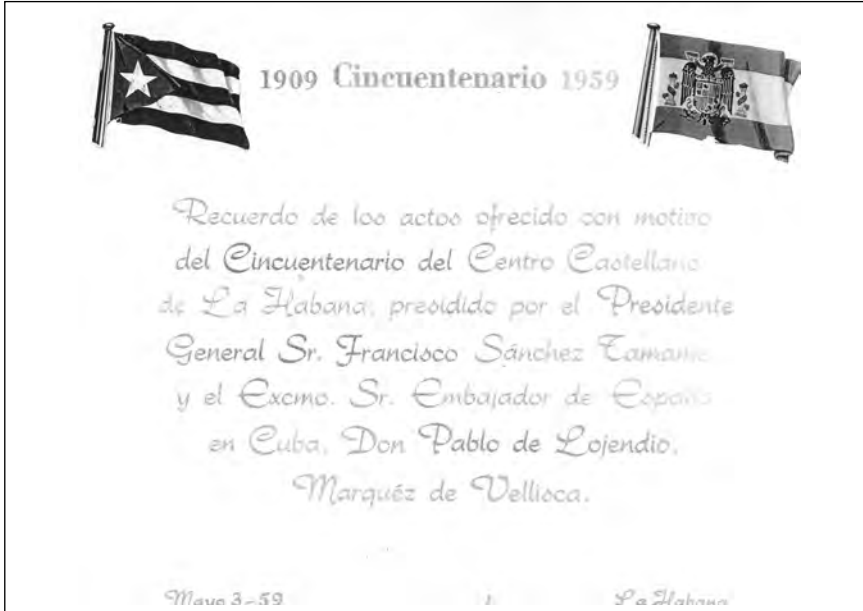 1909 Cincuentenario 1959
Recuerdo de los actos ofrecido con motivo
del Cincuentenario del Centro Castellano
de La Habana, presidido por el Presidente
General Sr. Francisco Sánchez Tamame
y el Excmo. Sr. Embajador de España
en Cuba, Don Pablo de Lojendio,
Marquéz de Vellisca.
Mayo 3-59 La Habana